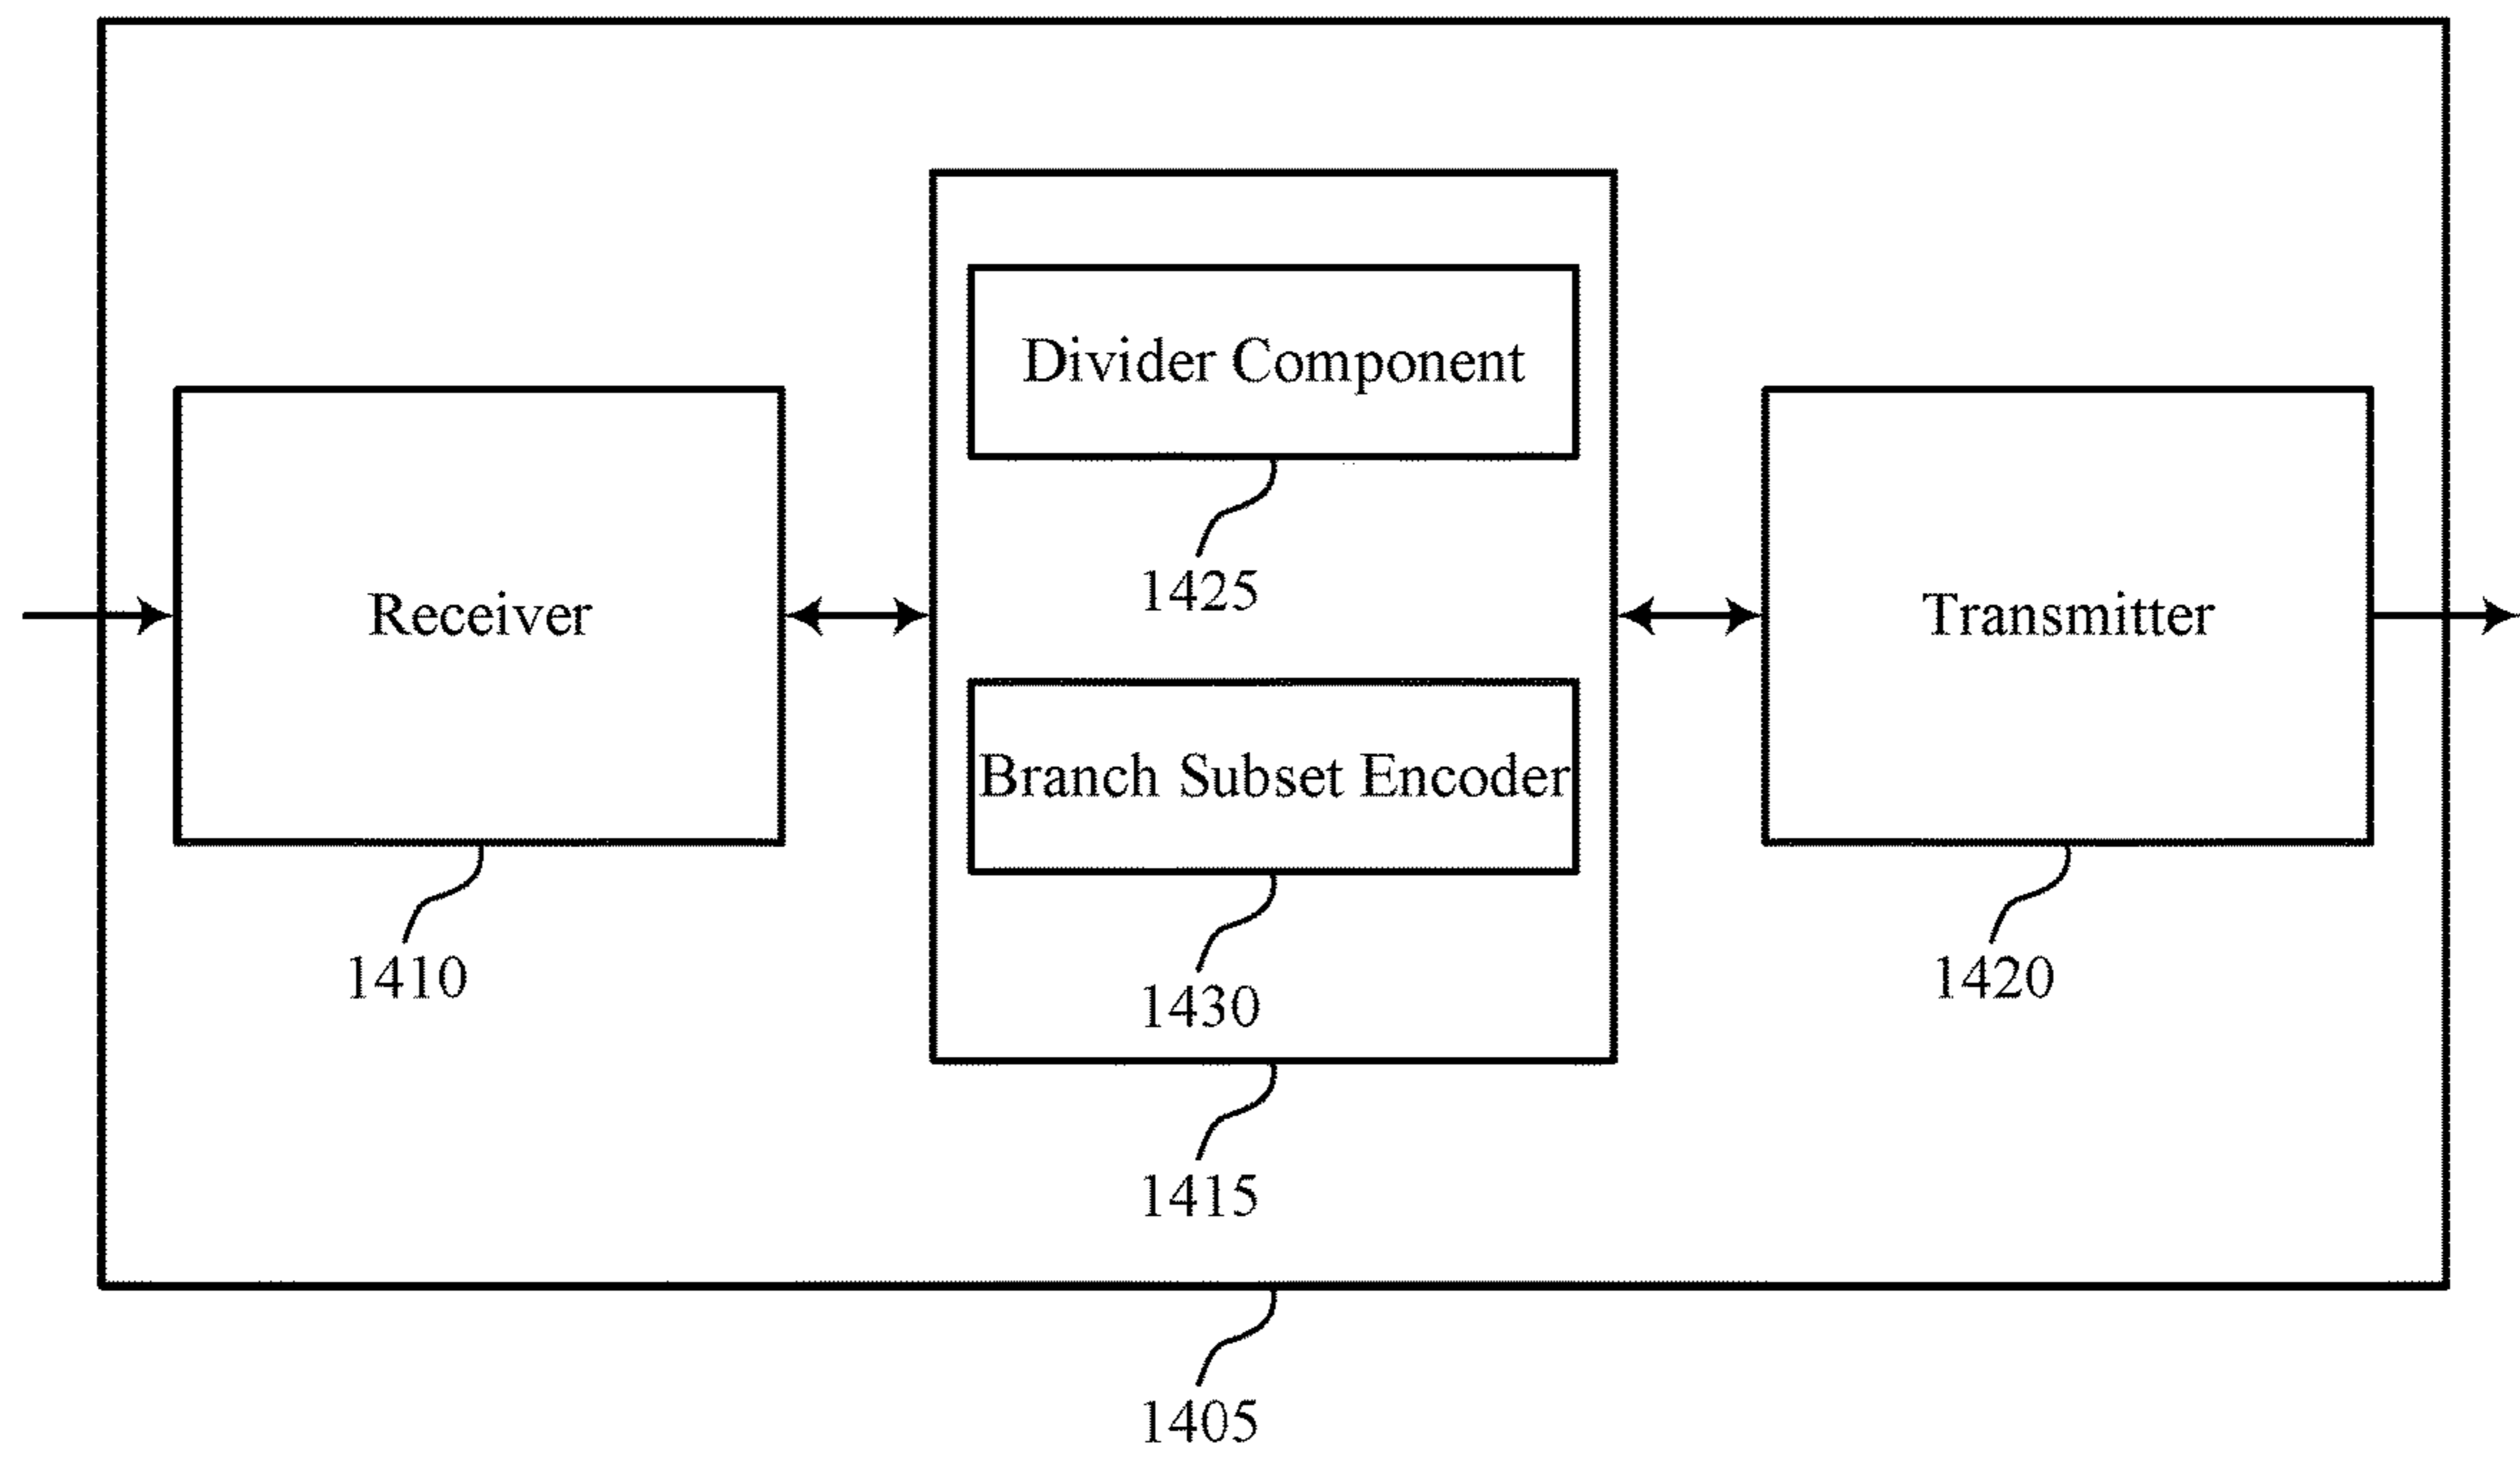 Divider Component
1425
Receiver
Transmitter
Branch Subset Encoder
1410
1430
1420
1415
1405